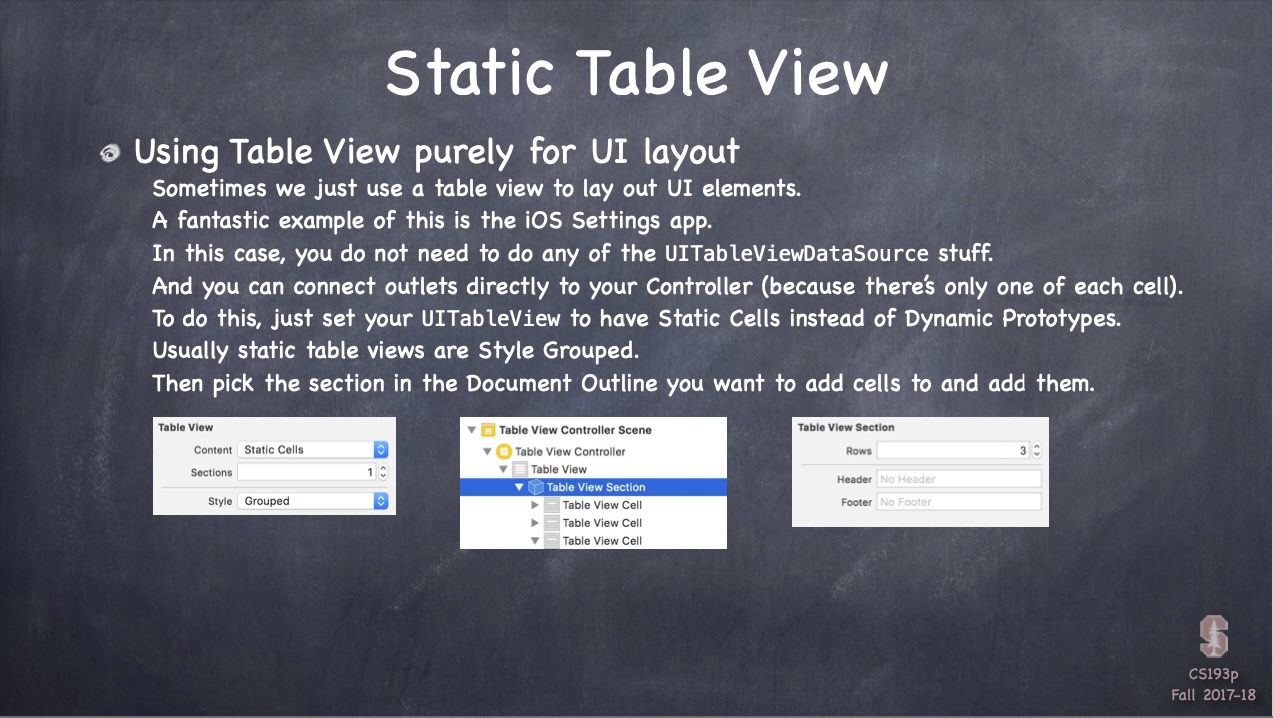 Static Table View
Using Table View purely for UI layout
Sometimes we just use a table view to lay out UI elements.
A fantastic example of this is the iOS Settings app.
In this case, you do not need to do any of the UITableViewDataSource stuff.
And you can connect outlets directly to your Controller (because there's only one of each cell).
To do this, just set your UITableView to have Static Cells instead of Dynamic Prototypes.
Usually static table views are Style Grouped.
Then pick the section in the Document Outline you want to add cells to and add them.
Table View
Content Static Cells
Sections 1
Style Grouped
Table View Controller Scene
Table View Controller
Table View
Table View Section
Table View Cell
Table View Cell
Table View Cell
Table View Section
Rows 3
Header No Header
Footer No Footer
S
CS193p
Fall 2017-18